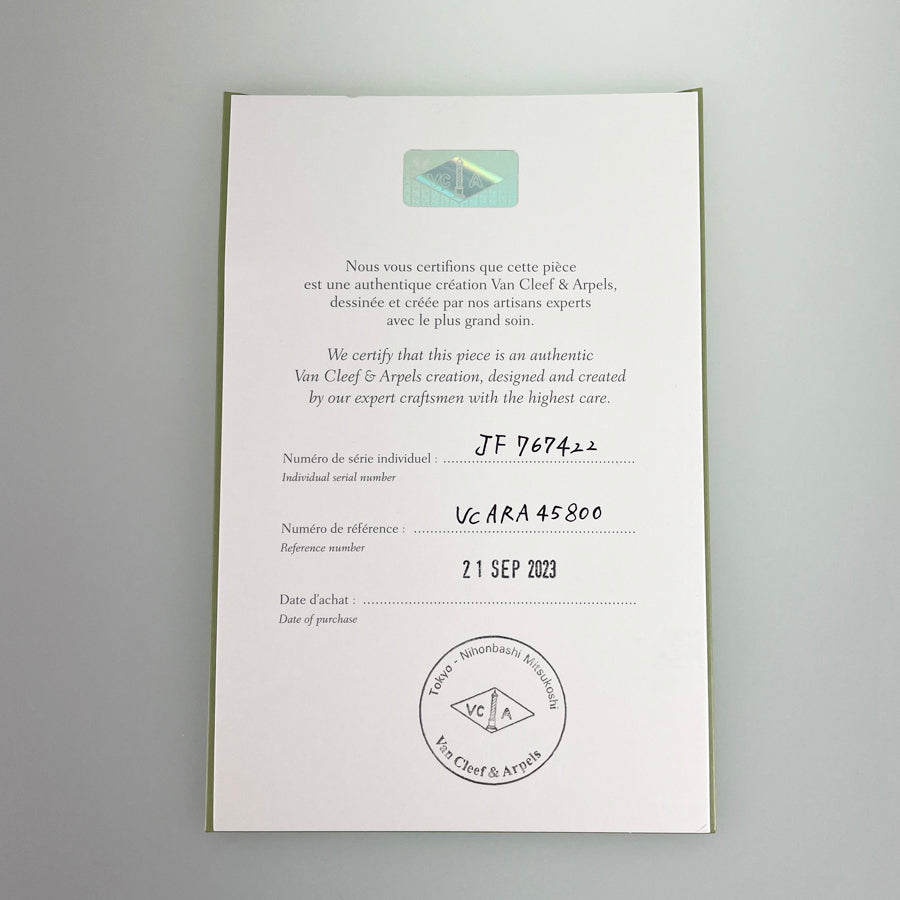 VC A
Nous vous certifions que cette pièce
est une authentique création Van Cleef & Arpels,
dessinée et créée par nos artisans experts
avec le plus grand soin.
We certify that this piece is an authentic
Van Cleef & Arpels creation, designed and created
by our expert craftsmen with the highest care.
Numéro de série individuel : JF 767422
Individual serial number
Numéro de référence : VCARA45800
Reference number
21 SEP 2023
Date d'achat :
Date of purchase
Tokyo - Nihonbashi Mitsukoshi
VC A
Van Cleef & Arpels